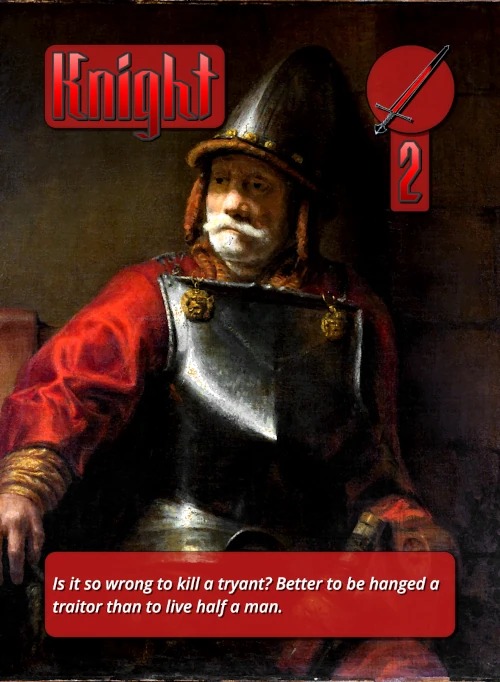 Knight
2
Is it so wrong to kill a tryant? Better to be hanged a
traitor than to live half a man.